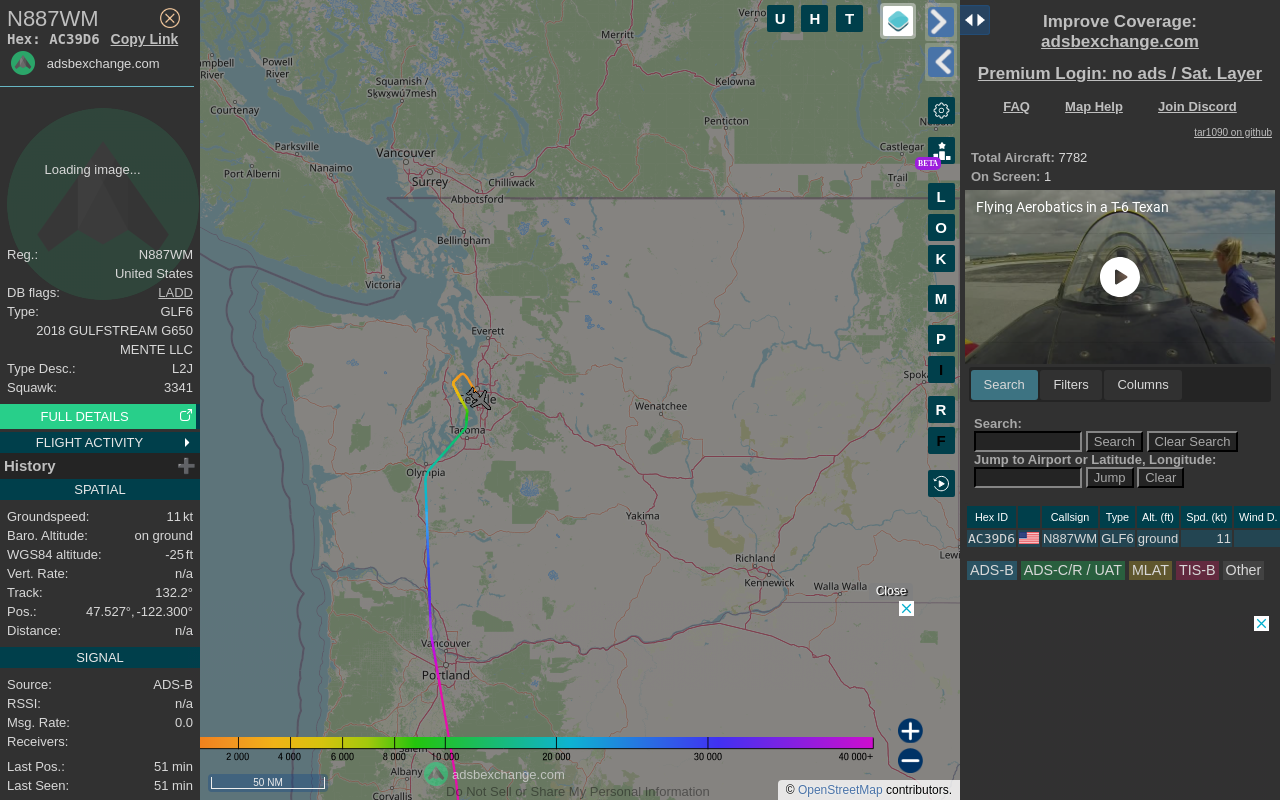 N887WM
Hex: AC39D6 Copy Link
adsbexchange.com
Loading image...
Reg.: N887WM
United States
DB flags: LADD
Type: GLF6
2018 GULFSTREAM G650
MENTE LLC
Type Desc.: L2J
Squawk: 3341
FULL DETAILS
FLIGHT ACTIVITY
History
SPATIAL
Groundspeed: 11 kt
Baro. Altitude: on ground
WGS84 altitude: -25 ft
Vert. Rate: n/a
Track: 132.2°
Pos.: 47.527°, -122.300°
Distance: n/a
SIGNAL
Source: ADS-B
RSSI: n/a
Msg. Rate: 0.0
Receivers:
Last Pos.: 51 min
Last Seen: 51 min
U H T
Merritt
Powell
River
River
Squamish /
Sḵwx̱wú7mesh
Kelowna
Courtenay
Penticton
Parksville
Vancouver
Castlegar
BETA
Nanaimo
Port Alberni
Surrey
Chilliwack
Trail
Abbotsford
L
O
Bellingham
K
Victoria
M
Everett
P
I
Wenatchee
R
Tacoma
F
Olympia
Yakima
Richland
Kennewick
Walla Walla
Close
Vancouver
Portland
2 000 4 000 6 000 8 000 10 000 20 000 30 000 40 000+
Albany
adsbexchange.com
50 NM
Do Not Sell or Share My Personal Information
Corvallis
© OpenStreetMap contributors.
Improve Coverage:
adsbexchange.com
Premium Login: no ads / Sat. Layer
FAQ Map Help Join Discord
tar1090 on github
Total Aircraft: 7782
On Screen: 1
Flying Aerobatics in a T-6 Texan
Search Filters Columns
Search:
Search Clear Search
Jump to Airport or Latitude, Longitude:
Jump Clear
Hex ID Callsign Type Alt. (ft) Spd. (kt) Wind D.
AC39D6 N887WM GLF6 ground 11
ADS-B ADS-C/R / UAT MLAT TIS-B Other